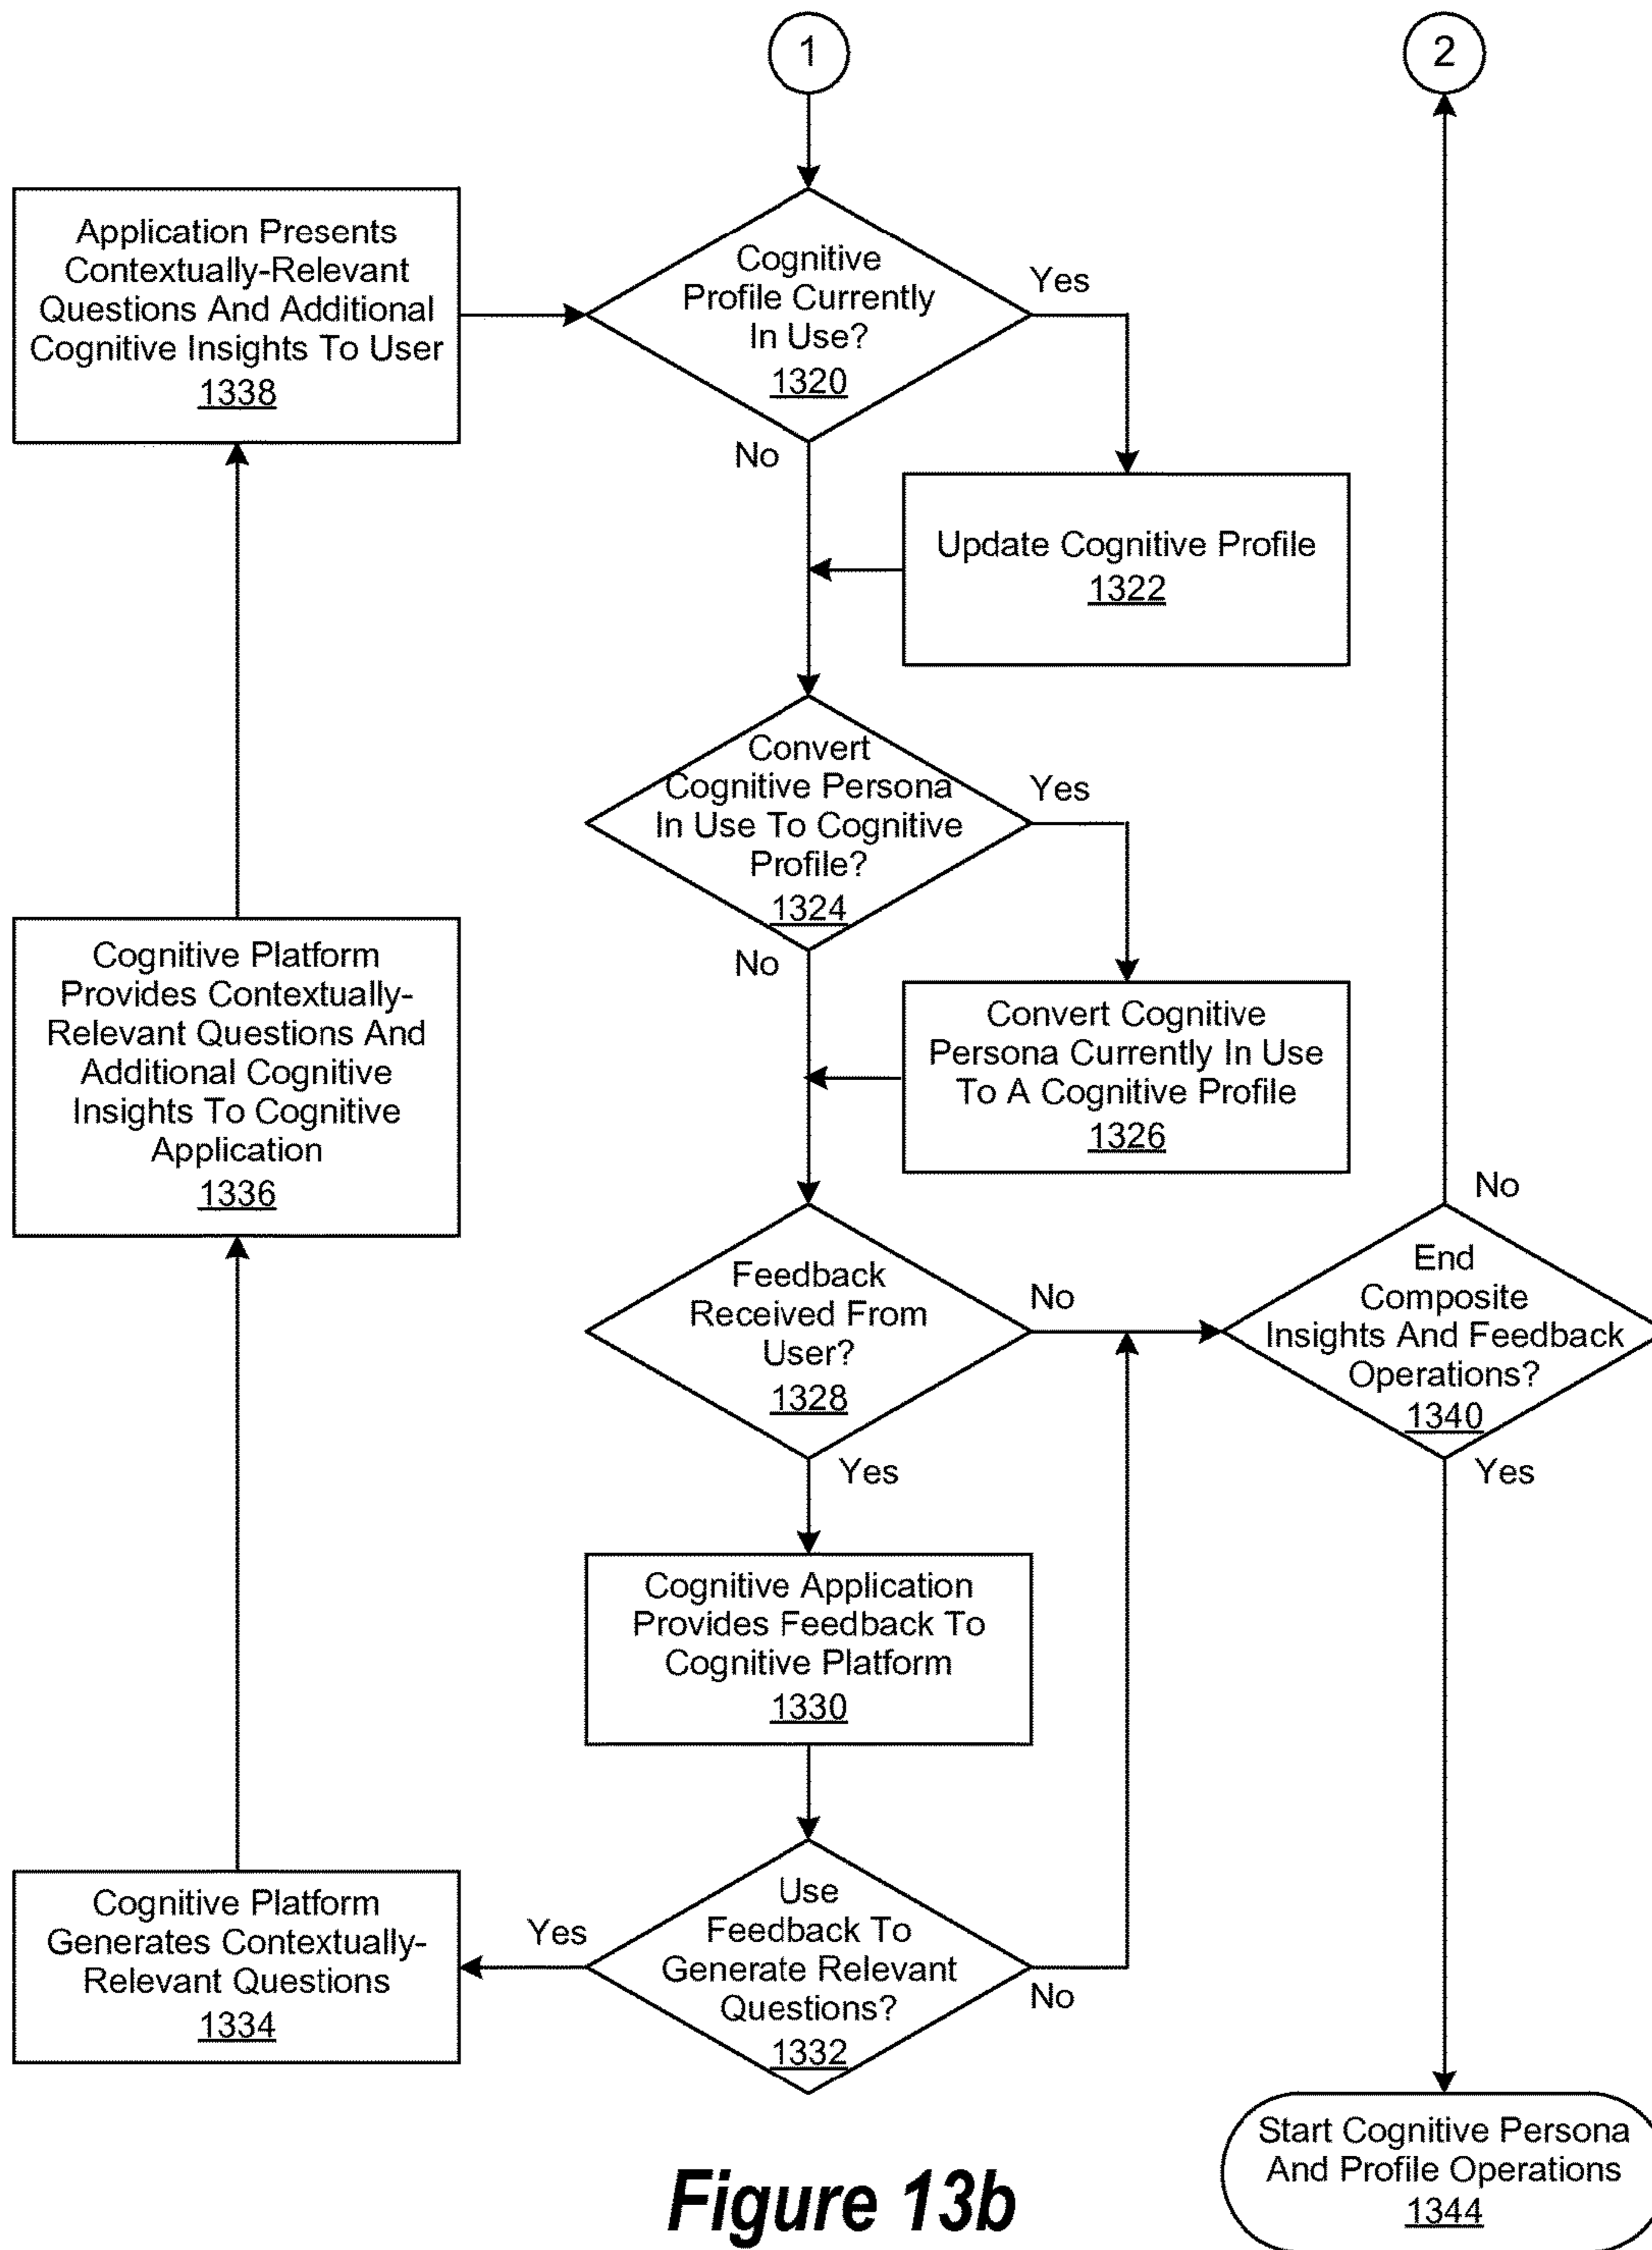 1
2
Application Presents
Contextually-Relevant
Questions And Additional
Cognitive Insights To User
1338
Cognitive
Profile Currently
In Use?
1320
Yes
No
Update Cognitive Profile
1322
Convert
Cognitive Persona
In Use To Cognitive
Profile?
1324
Yes
No
Cognitive Platform
Provides Contextually-
Relevant Questions And
Additional Cognitive
Insights To Cognitive
Application
1336
Convert Cognitive
Persona Currently In Use
To A Cognitive Profile
1326
Feedback
Received From
User?
1328
No
Yes
No
End
Composite
Insights And Feedback
Operations?
1340
Yes
Cognitive Application
Provides Feedback To
Cognitive Platform
1330
Cognitive Platform
Generates Contextually-
Relevant Questions
1334
Yes
Use
Feedback To
Generate Relevant
Questions?
1332
No
Start Cognitive Persona
And Profile Operations
1344
Figure 13b